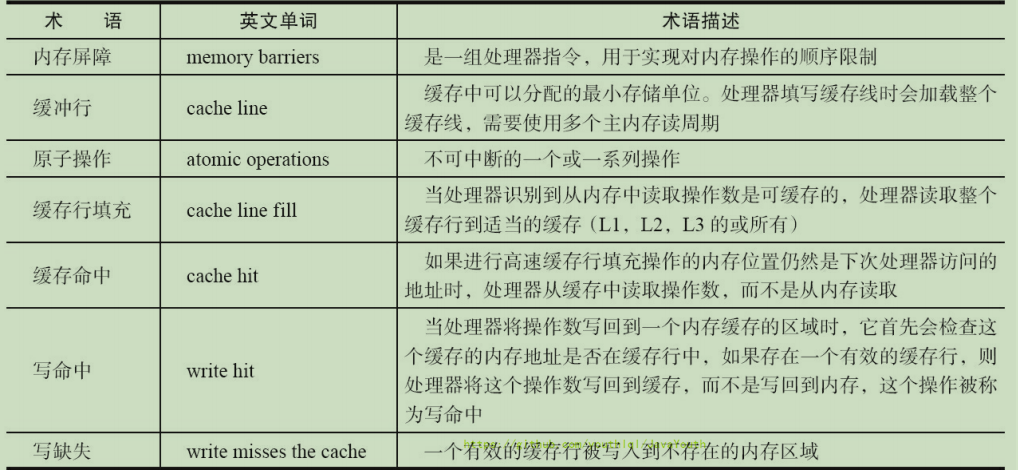 术 语 英文单词 术语描述
内存屏障 memory barriers 是一组处理器指令，用于实现对内存操作的顺序限制
缓冲行 cache line 缓存中可以分配的最小存储单位。处理器填写缓存线时会加载整个
缓存线，需要使用多个主内存读周期
原子操作 atomic operations 不可中断的一个或一系列操作
缓存行填充 cache line fill 当处理器识别到从内存中读取操作数是可缓存的，处理器读取整个
缓存行到适当的缓存（L1，L2，L3 的或所有）
缓存命中 cache hit 如果进行高速缓存行填充操作的内存位置仍然是下次处理器访问的
地址时，处理器从缓存中读取操作数，而不是从内存读取
写命中 write hit 当处理器将操作数写回到一个内存缓存的区域时，它首先会检查这
个缓存的内存地址是否在缓存行中，如果存在一个有效的缓存行，则
处理器将这个操作数写回到缓存，而不是写回到内存，这个操作被称
为写命中
写缺失 write misses the cache 一个有效的缓存行被写入到不存在的内存区域